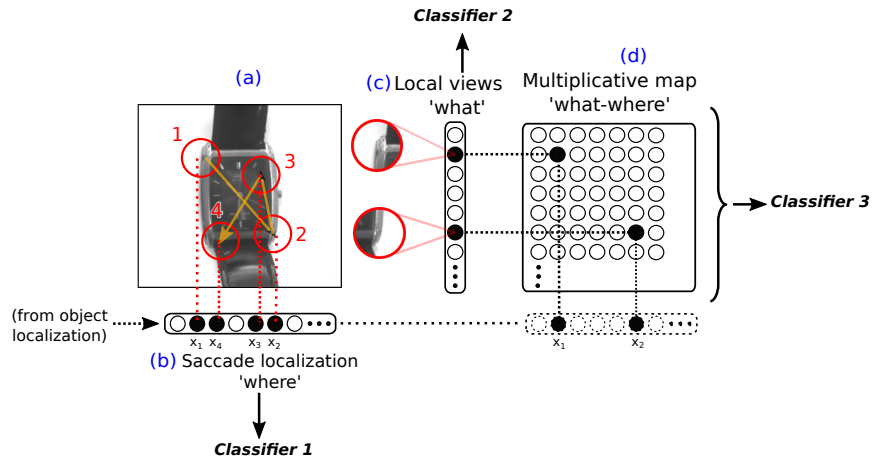 Classifier 2
(a)
(d)
(c) Local views
'what'
Multiplicative map
'what-where'
1
3
4
2
Classifier 3
(from object
localization)
x1 x4 x3 x2
x1 x2
(b) Saccade localization
'where'
Classifier 1